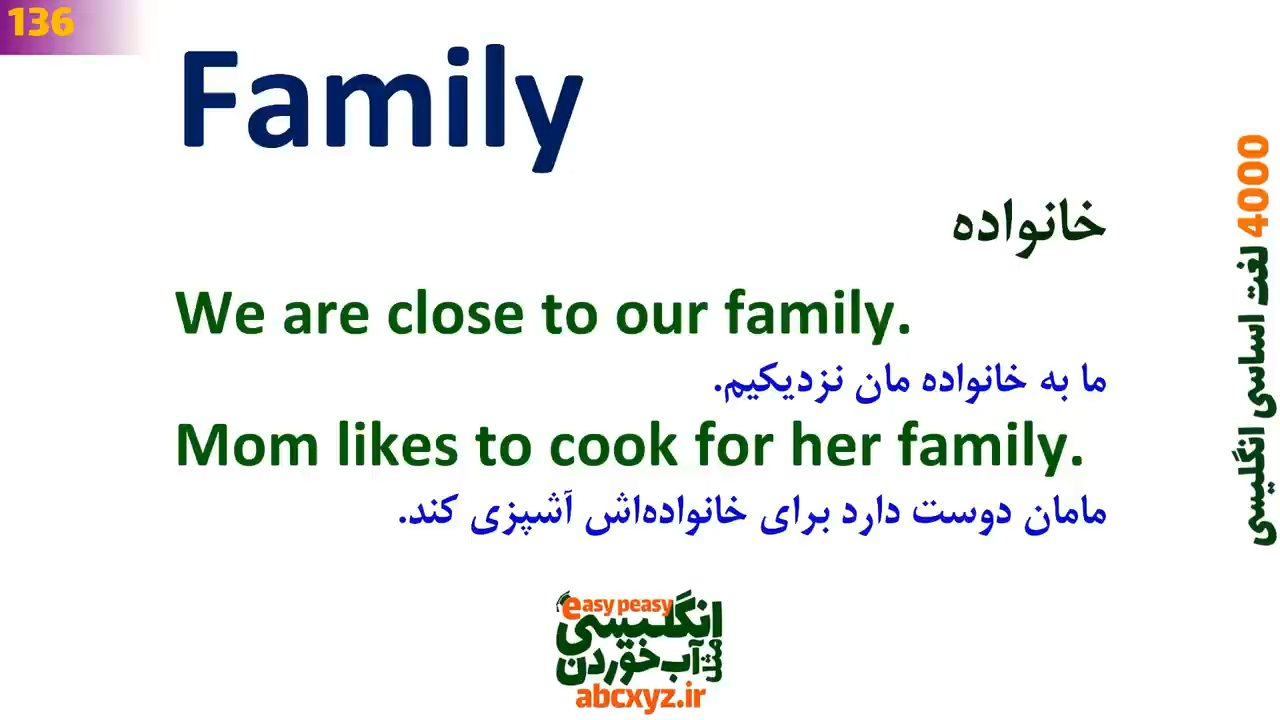 136
Family
خانواده
We are close to our family.
ما به خانواده مان نزدیکیم.
Mom likes to cook for her family.
مامان دوست دارد برای خانواده‌اش آشپزی کند.
4000 لغت اساسی انگلیسی
easy peasy
انگلیسی
مثل آب خوردن
abcxyz.ir